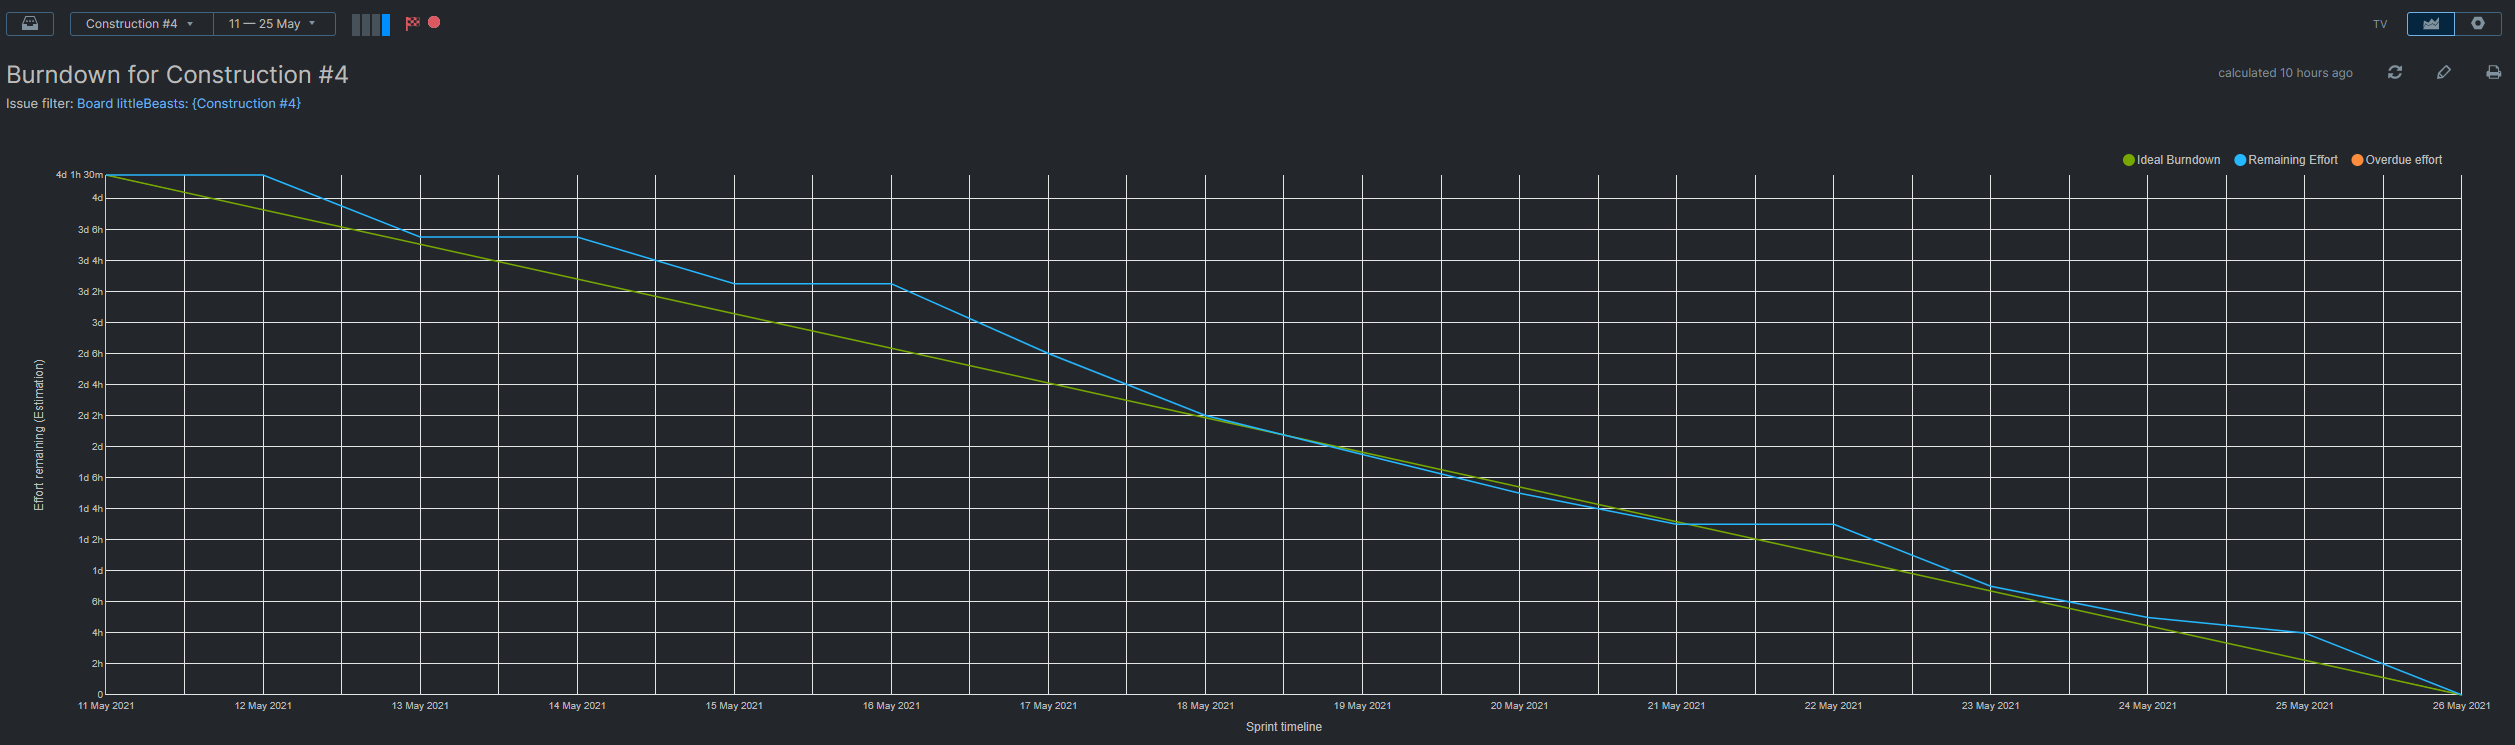 Construction #4 11 — 25 May TV
Burndown for Construction #4
calculated 10 hours ago
Issue filter: Board littleBeasts: {Construction #4}
Ideal Burndown Remaining Effort Overdue effort
Effort remaining (Estimation)
4d 1h 30m
4d
3d 6h
3d 4h
3d 2h
3d
2d 6h
2d 4h
2d 2h
2d
1d 6h
1d 4h
1d 2h
1d
6h
4h
2h
0
11 May 2021 12 May 2021 13 May 2021 14 May 2021 15 May 2021 16 May 2021 17 May 2021 18 May 2021 19 May 2021 20 May 2021 21 May 2021 22 May 2021 23 May 2021 24 May 2021 25 May 2021 26 May 2021
Sprint timeline